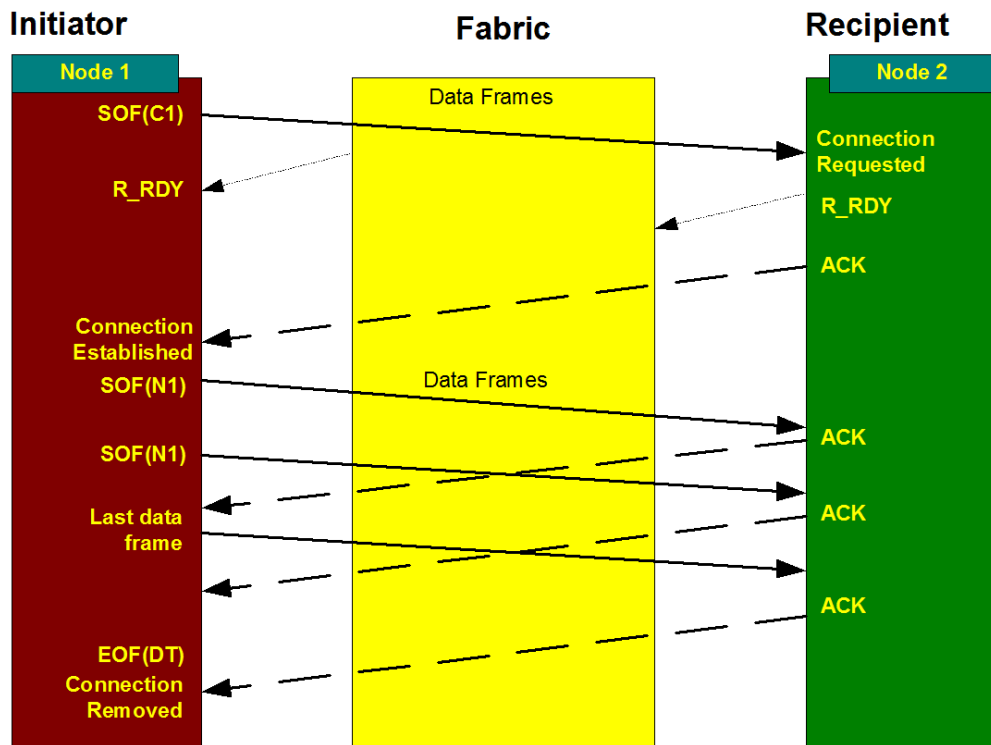 Initiator
Fabric
Recipient
Node 1
Node 2
Data Frames
SOF(C1)
Connection
Requested
R_RDY
R_RDY
ACK
Connection
Established
Data Frames
SOF(N1)
ACK
SOF(N1)
Last data
frame
ACK
ACK
EOF(DT)
Connection
Removed